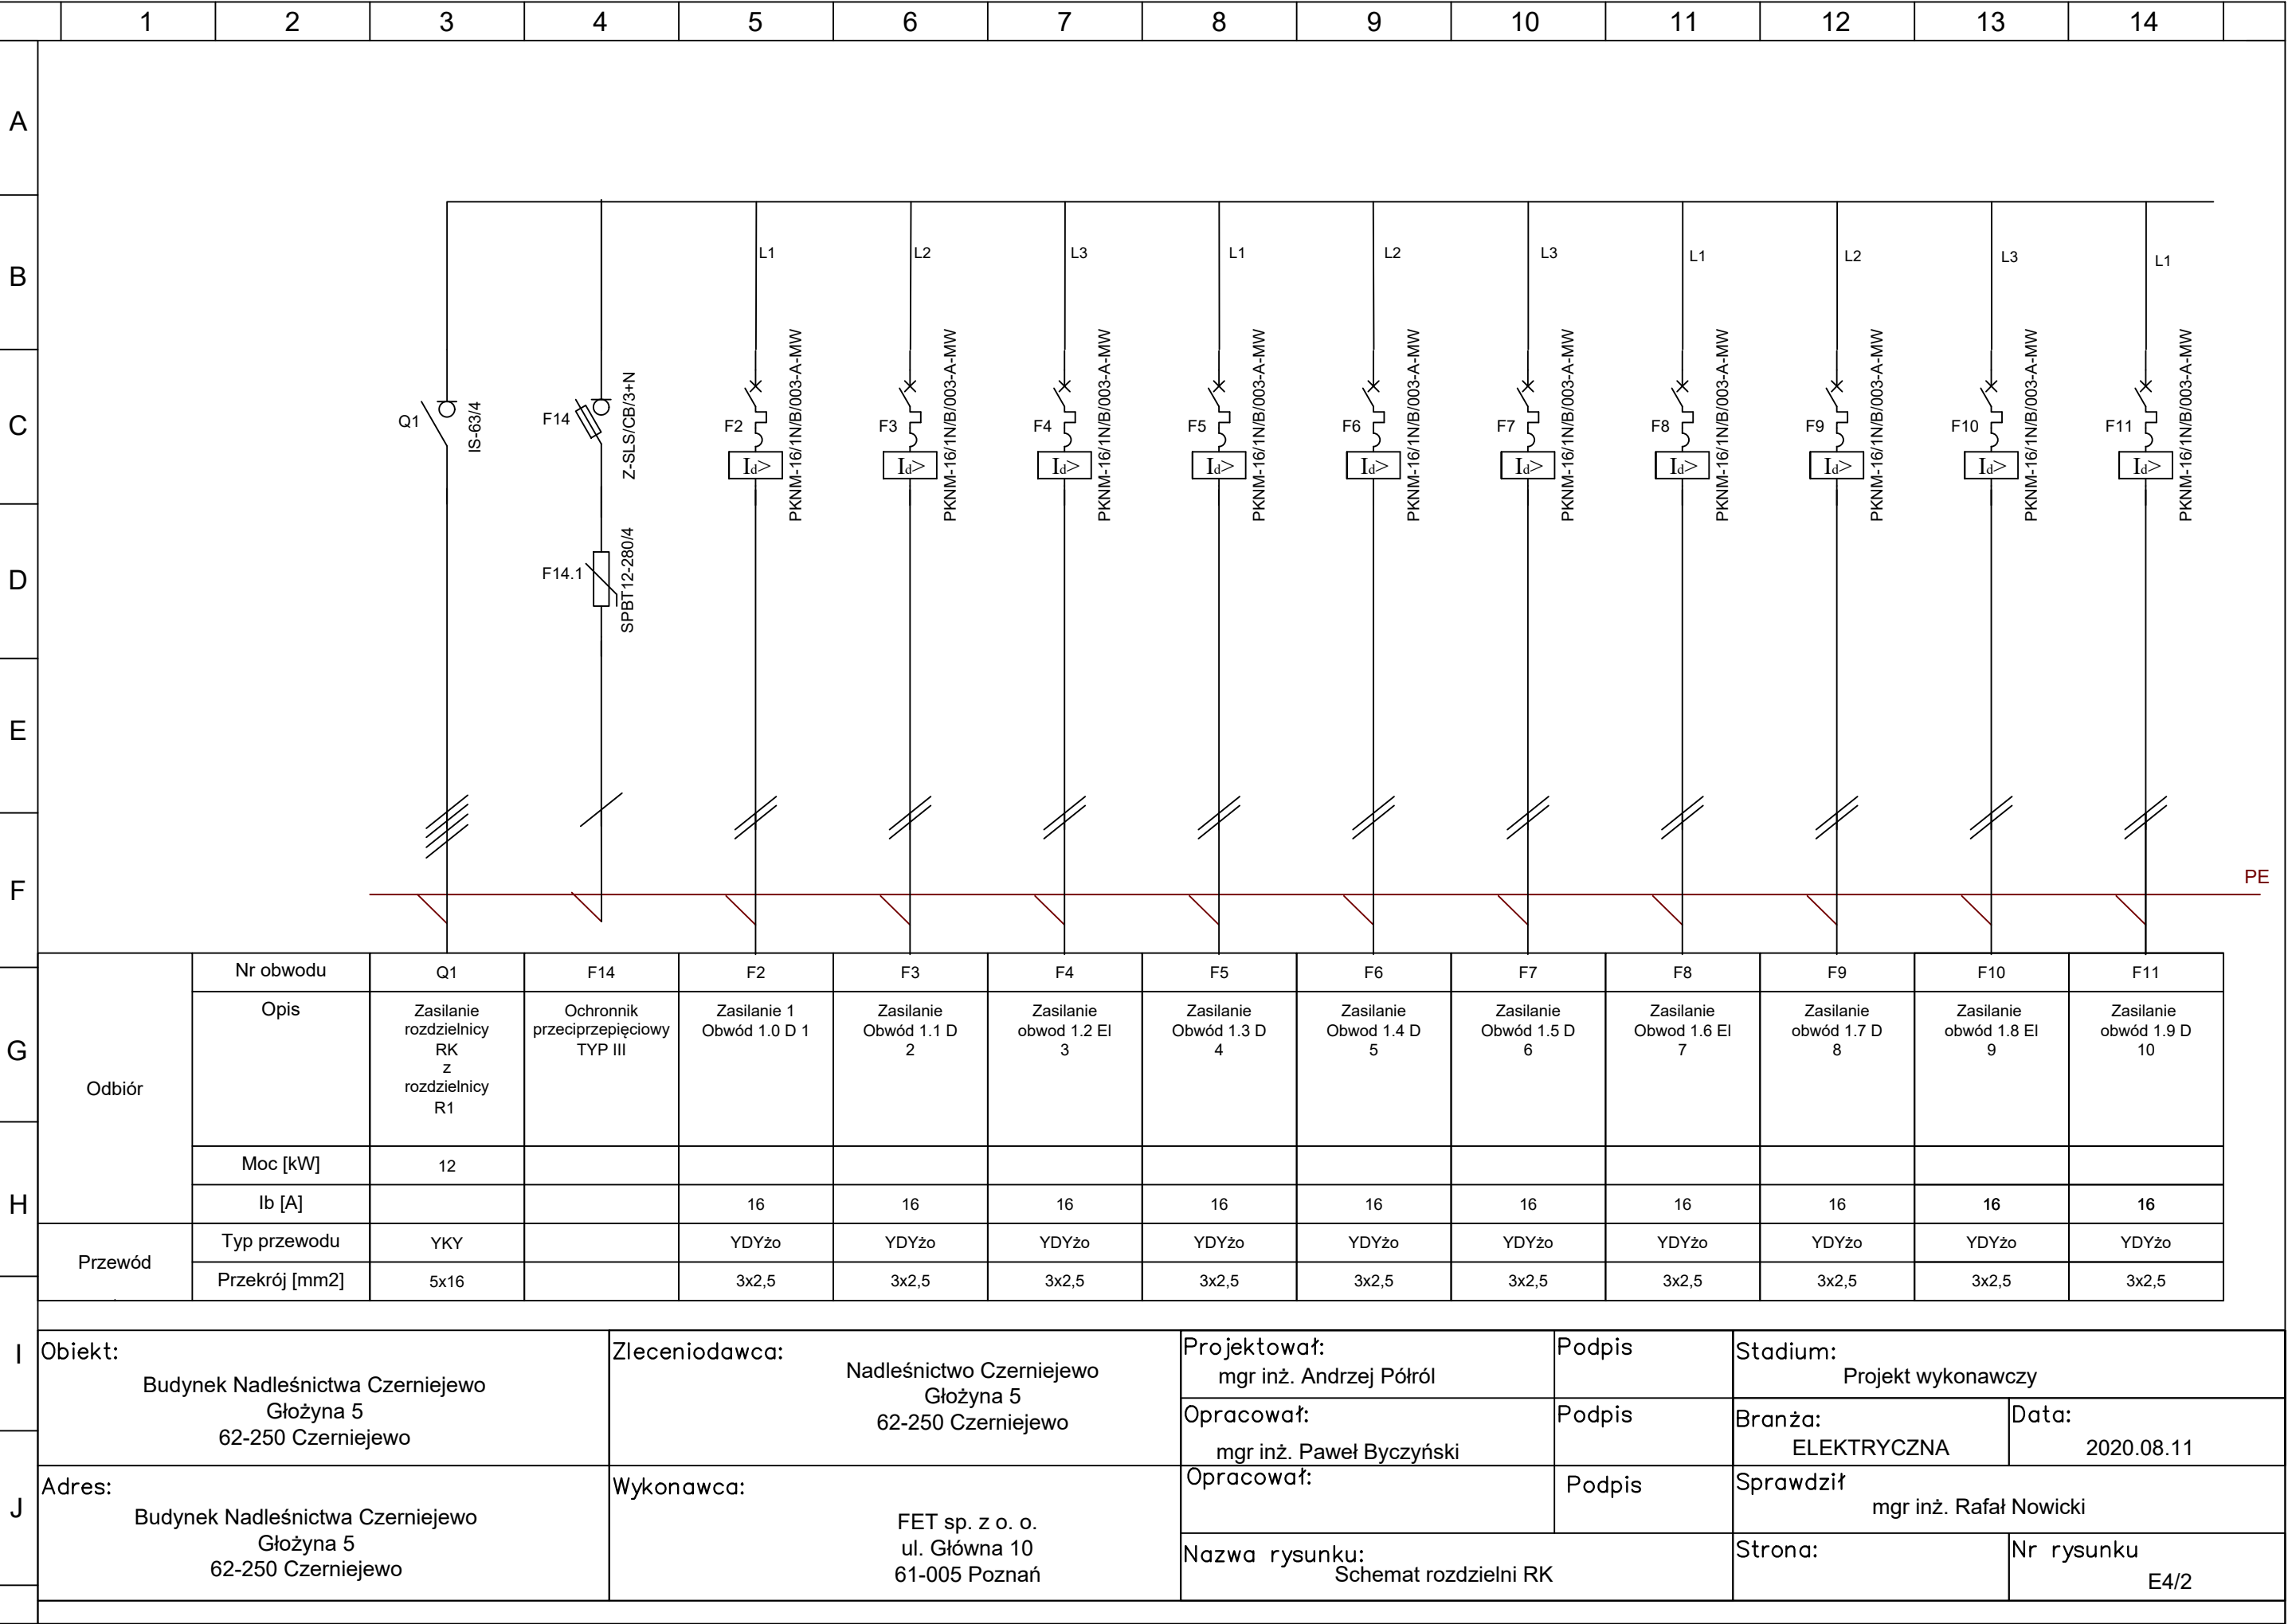 1 2 3 4 5 6 7 8 9 10 11 12 13 14
A
B
C
D
E
F
G
H
I
J
L1 L2 L3 L1 L2 L3 L1 L2 L3 L1
Q1 IS-63/4
F14 Z-SLS/CB/3+N
F14.1 SPBT12-280/4
F2 Id> PKNM-16/1N/B/003-A-MW
F3 Id> PKNM-16/1N/B/003-A-MW
F4 Id> PKNM-16/1N/B/003-A-MW
F5 Id> PKNM-16/1N/B/003-A-MW
F6 Id> PKNM-16/1N/B/003-A-MW
F7 Id> PKNM-16/1N/B/003-A-MW
F8 Id> PKNM-16/1N/B/003-A-MW
F9 Id> PKNM-16/1N/B/003-A-MW
F10 Id> PKNM-16/1N/B/003-A-MW
F11 Id> PKNM-16/1N/B/003-A-MW
PE
Odbiór
Nr obwodu Q1 F14 F2 F3 F4 F5 F6 F7 F8 F9 F10 F11
Opis
Zasilanie
rozdzielnicy
RK
z
rozdzielnicy
R1
Ochronnik
przeciprzepięciowy
TYP III
Zasilanie 1
Obwód 1.0 D 1
Zasilanie
Obwód 1.1 D
2
Zasilanie
obwod 1.2 El
3
Zasilanie
Obwód 1.3 D
4
Zasilanie
Obwod 1.4 D
5
Zasilanie
Obwód 1.5 D
6
Zasilanie
Obwod 1.6 El
7
Zasilanie
obwód 1.7 D
8
Zasilanie
obwód 1.8 El
9
Zasilanie
obwód 1.9 D
10
Moc [kW] 12
Ib [A] 16 16 16 16 16 16 16 16 16 16
Przewód
Typ przewodu YKY YDYżo YDYżo YDYżo YDYżo YDYżo YDYżo YDYżo YDYżo YDYżo YDYżo
Przekrój [mm2] 5x16 3x2,5 3x2,5 3x2,5 3x2,5 3x2,5 3x2,5 3x2,5 3x2,5 3x2,5 3x2,5
Obiekt:
Budynek Nadleśnictwa Czerniejewo
Głożyna 5
62-250 Czerniejewo
Zleceniodawca:
Nadleśnictwo Czerniejewo
Głożyna 5
62-250 Czerniejewo
Projektował:
mgr inż. Andrzej Półról
Podpis
Stadium:
Projekt wykonawczy
Opracował:
mgr inż. Paweł Byczyński
Podpis
Branża:
ELEKTRYCZNA
Data:
2020.08.11
Adres:
Budynek Nadleśnictwa Czerniejewo
Głożyna 5
62-250 Czerniejewo
Wykonawca:
FET sp. z o. o.
ul. Główna 10
61-005 Poznań
Opracował:
Podpis
Sprawdził
mgr inż. Rafał Nowicki
Nazwa rysunku:
Schemat rozdzielni RK
Strona:
Nr rysunku
E4/2